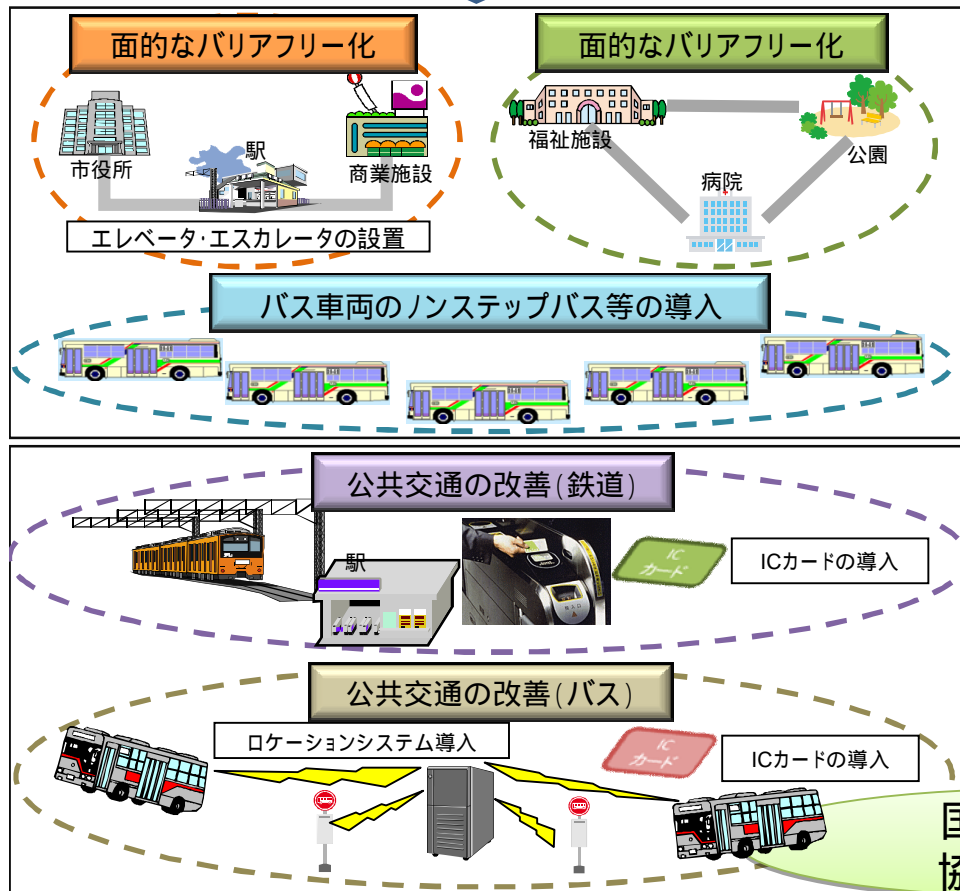 面的なバリアフリー化
面的なバリアフリー化
市役所
駅
商業施設
エレベータ・エスカレータの設置
福祉施設
公園
病院
バス車両のノンステップバス等の導入
公共交通の改善(鉄道)
駅
IC
カード
ICカードの導入
公共交通の改善(バス)
ロケーションシステム導入
IC
カード
ICカードの導入
協